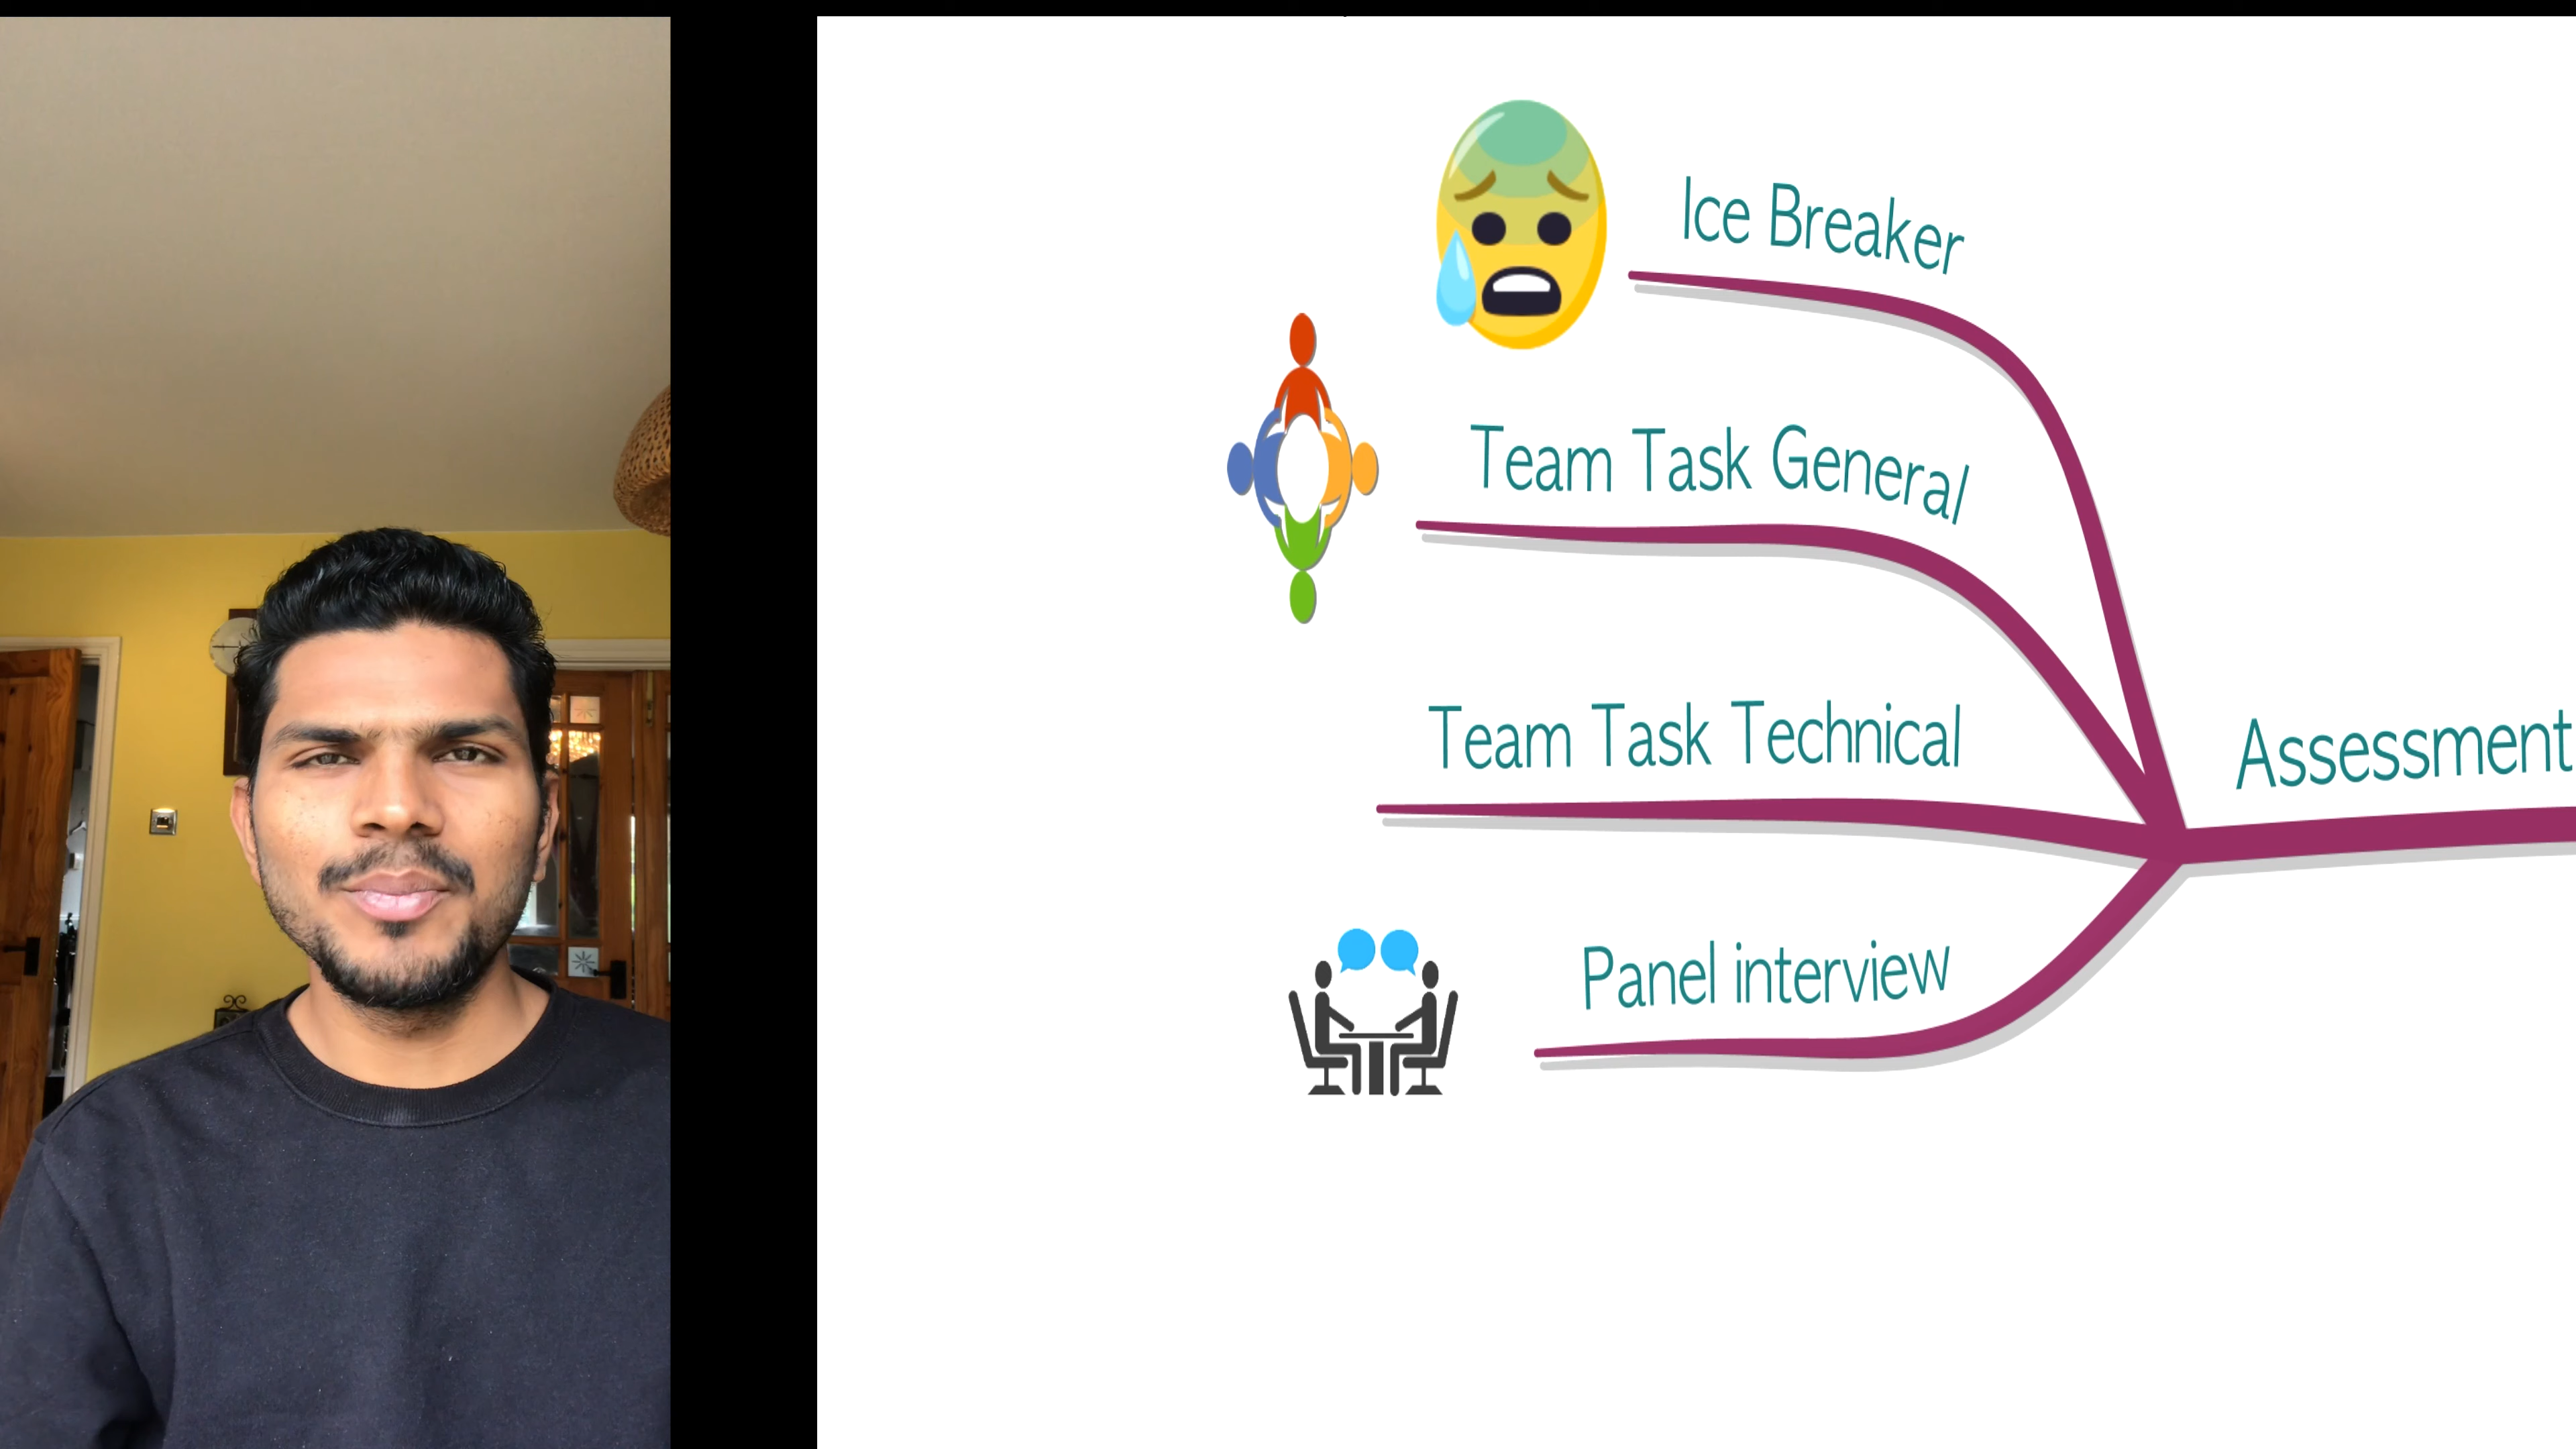 Ice Breaker
Team Task General
Team Task Technical
Assessment
Panel interview